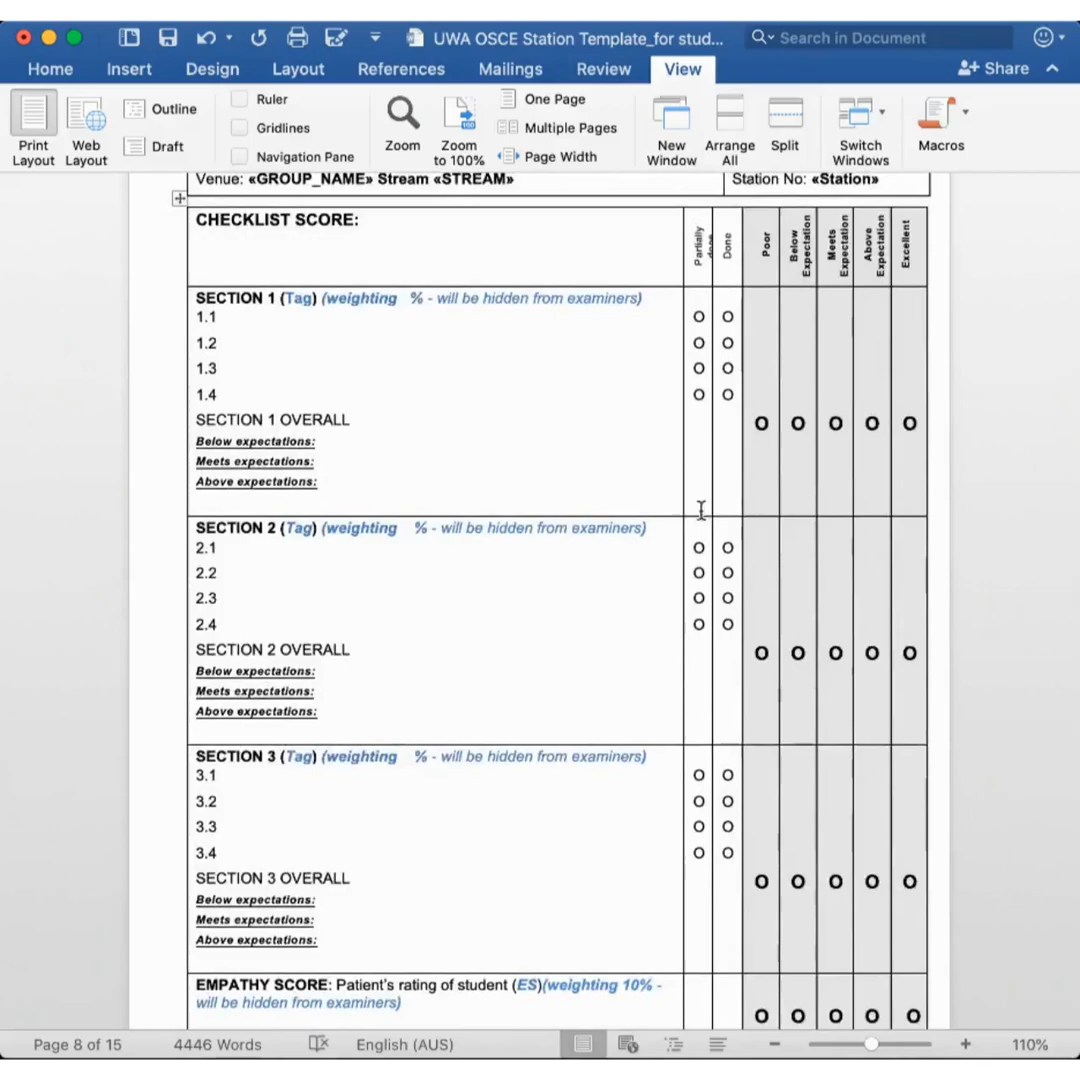 UWA OSCE Station Template_for stud...
Search in Document
Home Insert Design Layout References Mailings Review View Share
Print Layout
Web Layout
Outline
Draft
Ruler
Gridlines
Navigation Pane
Zoom
Zoom to 100%
100
One Page
Multiple Pages
Page Width
New Window
Arrange All
Split
Switch Windows
Macros
Venue: «GROUP_NAME» Stream «STREAM» Station No: «Station»
CHECKLIST SCORE: Partially done Done Poor Below Expectation Meets Expectation Above Expectation Excellent
SECTION 1 (Tag) (weighting % - will be hidden from examiners)
1.1 O O
1.2 O O
1.3 O O
1.4 O O
SECTION 1 OVERALL O O O O O
Below expectations:
Meets expectations:
Above expectations:
SECTION 2 (Tag) (weighting % - will be hidden from examiners)
2.1 O O
2.2 O O
2.3 O O
2.4 O O
SECTION 2 OVERALL O O O O O
Below expectations:
Meets expectations:
Above expectations:
SECTION 3 (Tag) (weighting % - will be hidden from examiners)
3.1 O O
3.2 O O
3.3 O O
3.4 O O
SECTION 3 OVERALL O O O O O
Below expectations:
Meets expectations:
Above expectations:
EMPATHY SCORE: Patient's rating of student (ES)(weighting 10% -
will be hidden from examiners) O O O O O
Page 8 of 15 4446 Words English (AUS) 110%